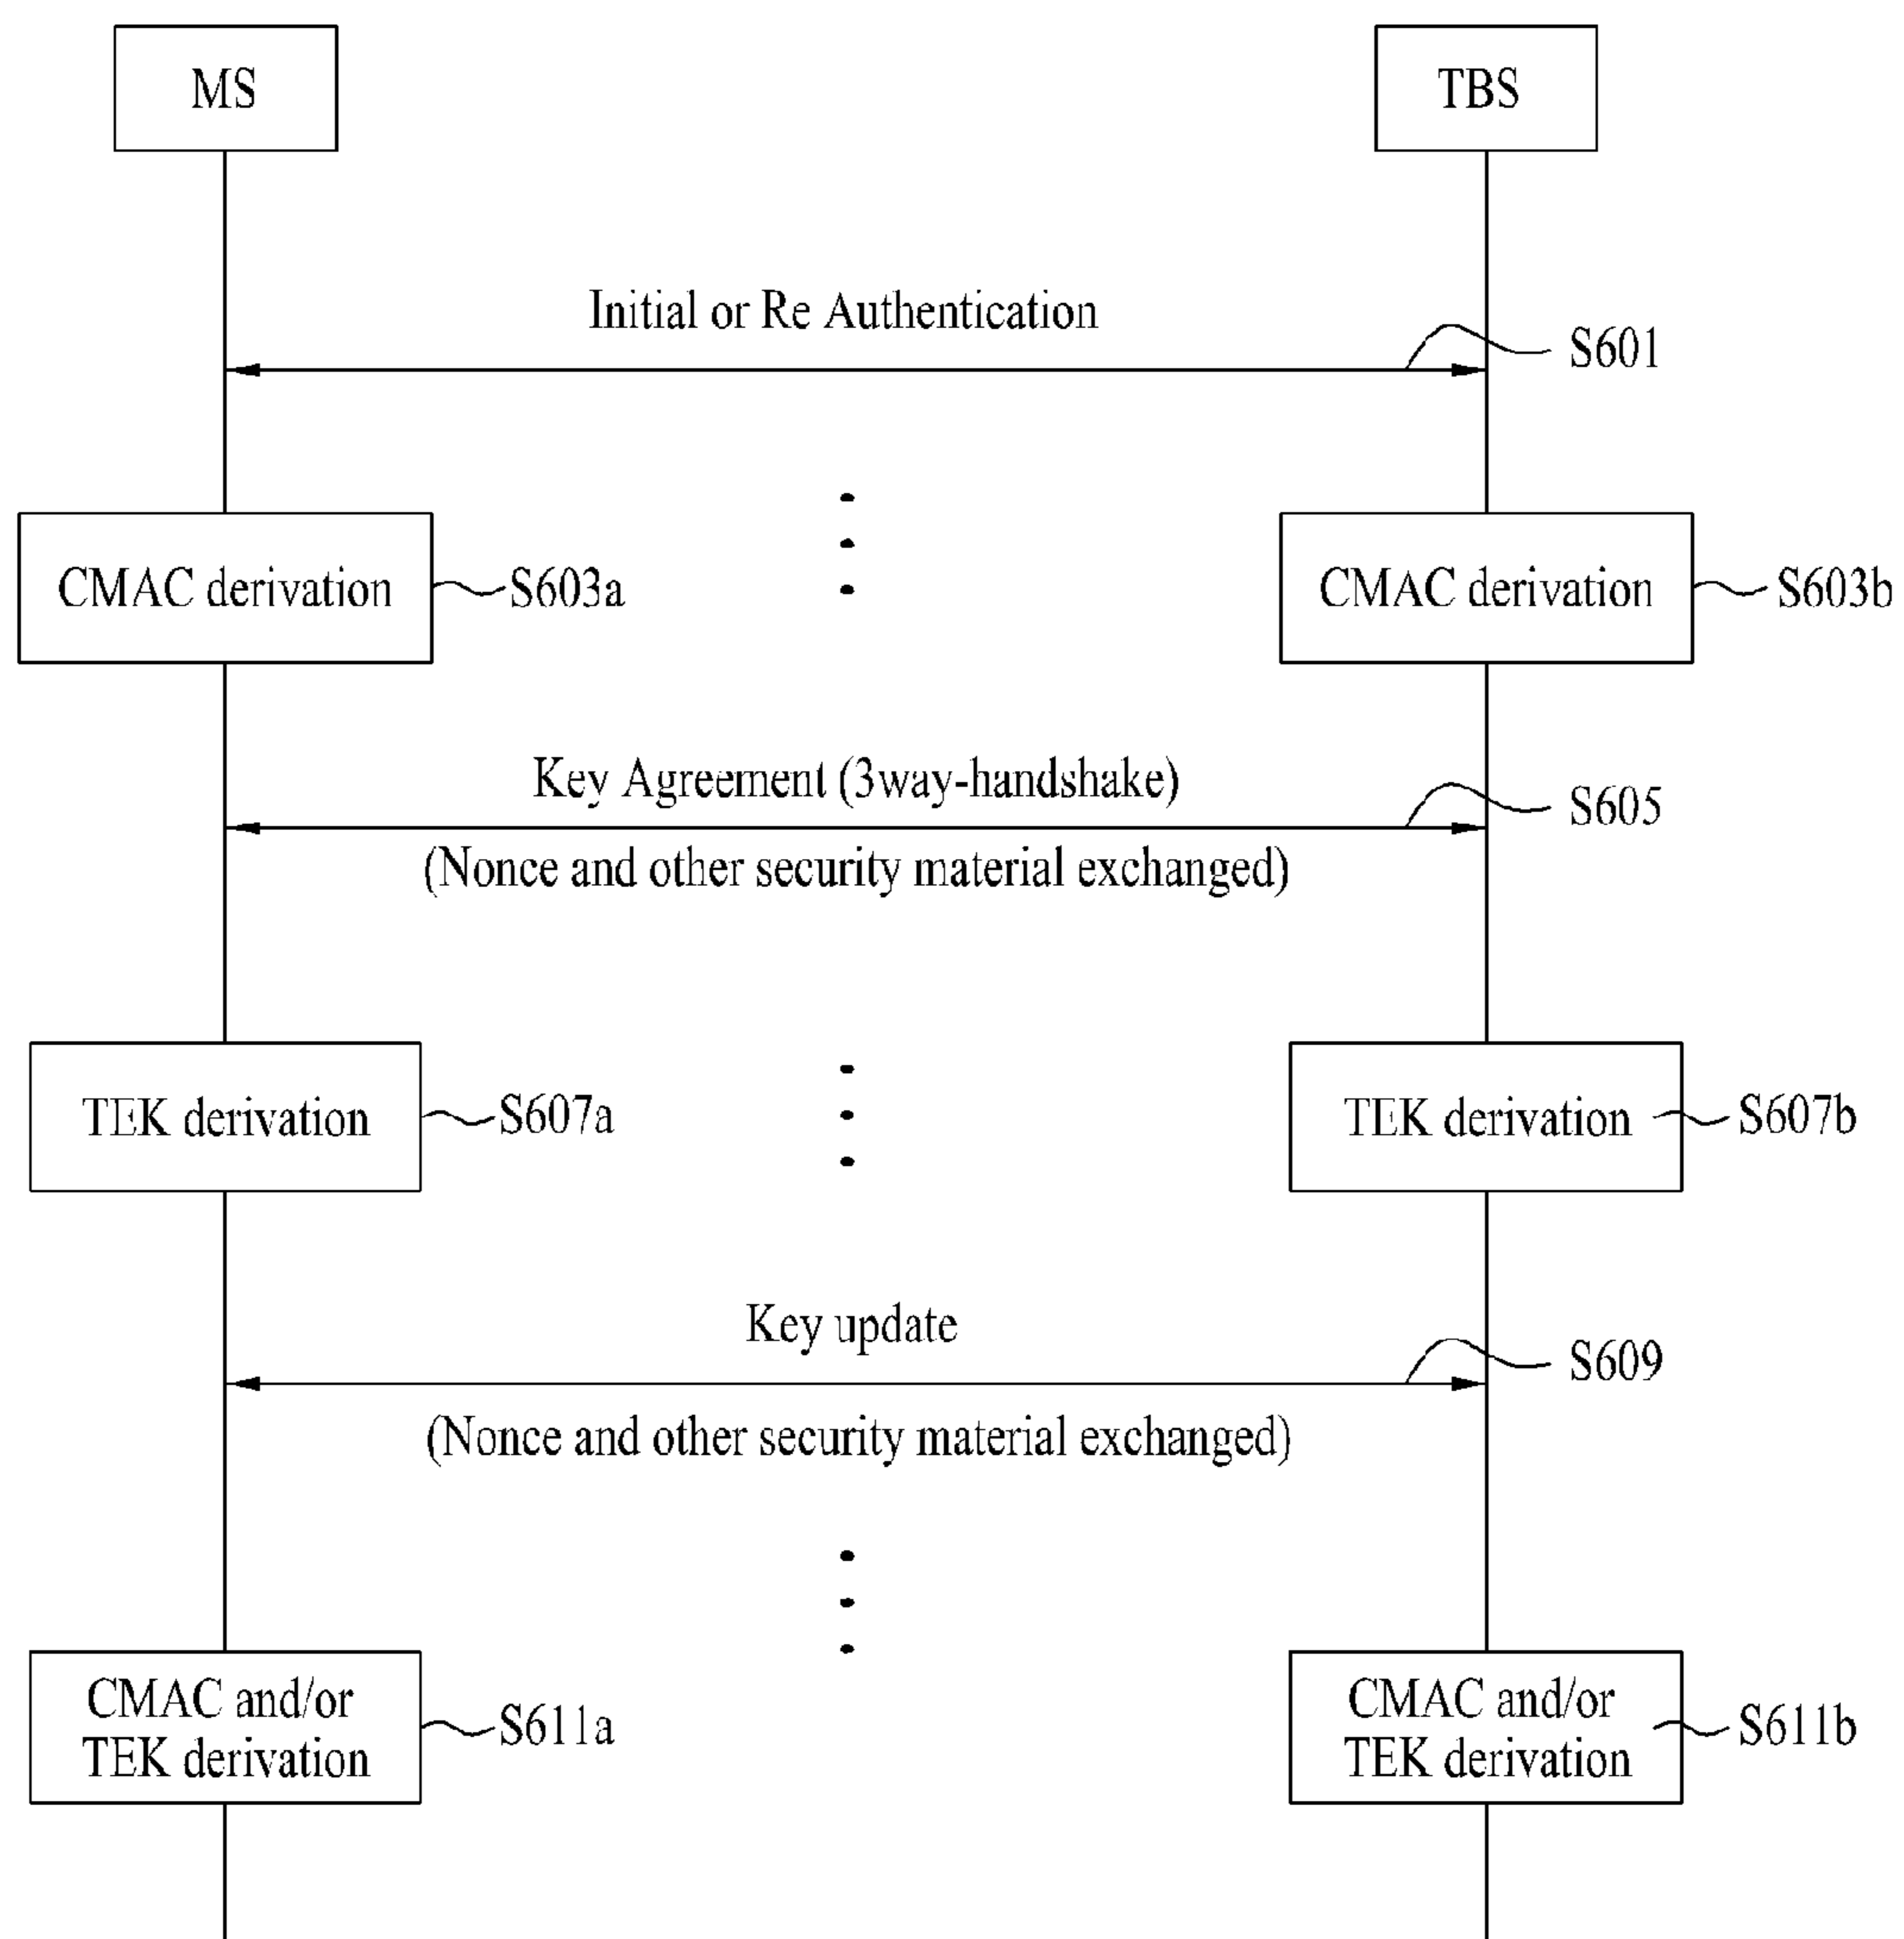 MS
TBS
Initial or Re Authentication
S601
CMAC derivation
S603a
CMAC derivation
S603b
Key Agreement (3way-handshake)
S605
(Nonce and other security material exchanged)
TEK derivation
S607a
TEK derivation
S607b
Key update
S609
(Nonce and other security material exchanged)
CMAC and/or
TEK derivation
S611a
CMAC and/or
TEK derivation
S611b